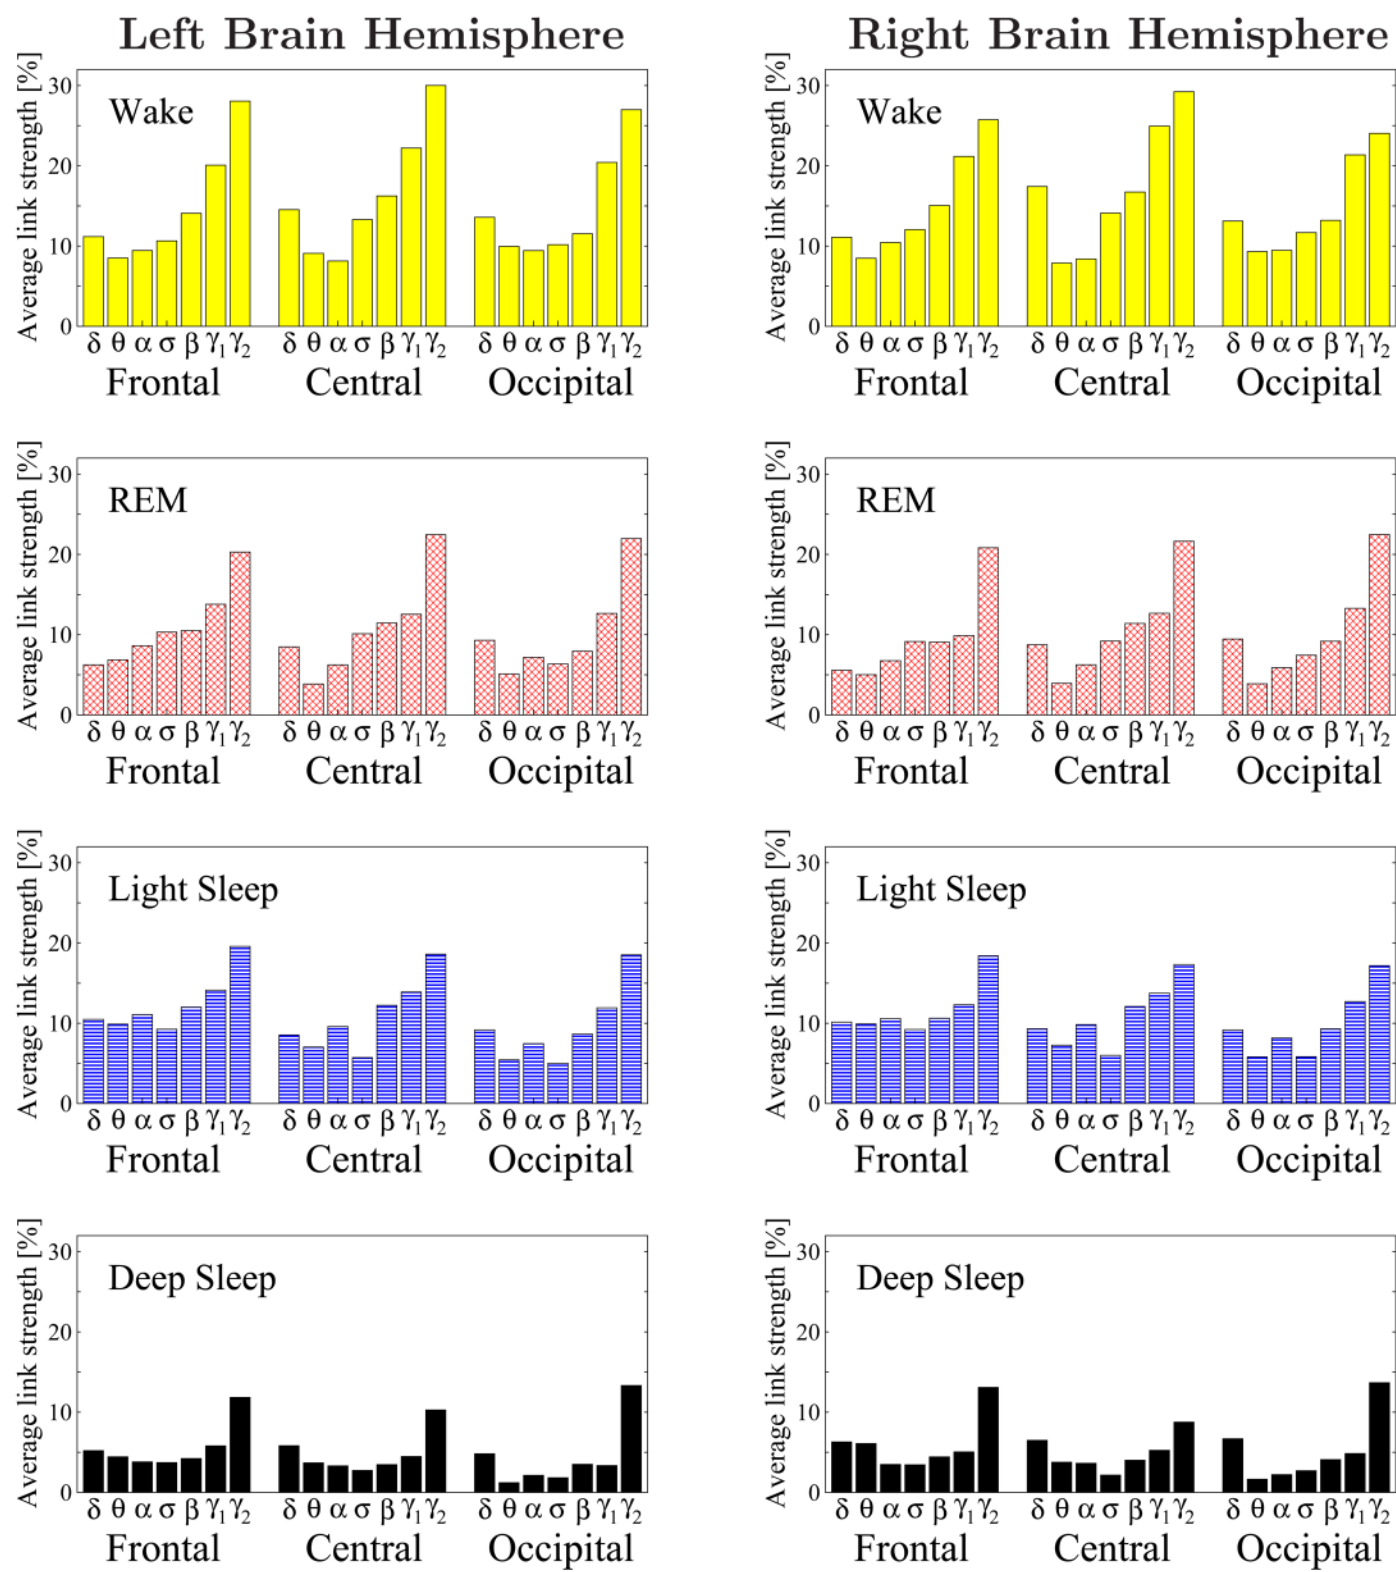 Left Brain Hemisphere
Right Brain Hemisphere
Average link strength [%]
30
20
10
0
Wake
δ θ α σ β γ₁ γ₂ δ θ α σ β γ₁ γ₂ δ θ α σ β γ₁ γ₂
Frontal Central Occipital
Average link strength [%]
30
20
10
0
Wake
δ θ α σ β γ₁ γ₂ δ θ α σ β γ₁ γ₂ δ θ α σ β γ₁ γ₂
Frontal Central Occipital
Average link strength [%]
30
20
10
0
REM
δ θ α σ β γ₁ γ₂ δ θ α σ β γ₁ γ₂ δ θ α σ β γ₁ γ₂
Frontal Central Occipital
Average link strength [%]
30
20
10
0
REM
δ θ α σ β γ₁ γ₂ δ θ α σ β γ₁ γ₂ δ θ α σ β γ₁ γ₂
Frontal Central Occipital
Average link strength [%]
30
20
10
0
Light Sleep
δ θ α σ β γ₁ γ₂ δ θ α σ β γ₁ γ₂ δ θ α σ β γ₁ γ₂
Frontal Central Occipital
Average link strength [%]
30
20
10
0
Light Sleep
δ θ α σ β γ₁ γ₂ δ θ α σ β γ₁ γ₂ δ θ α σ β γ₁ γ₂
Frontal Central Occipital
Average link strength [%]
30
20
10
0
Deep Sleep
δ θ α σ β γ₁ γ₂ δ θ α σ β γ₁ γ₂ δ θ α σ β γ₁ γ₂
Frontal Central Occipital
Average link strength [%]
30
20
10
0
Deep Sleep
δ θ α σ β γ₁ γ₂ δ θ α σ β γ₁ γ₂ δ θ α σ β γ₁ γ₂
Frontal Central Occipital